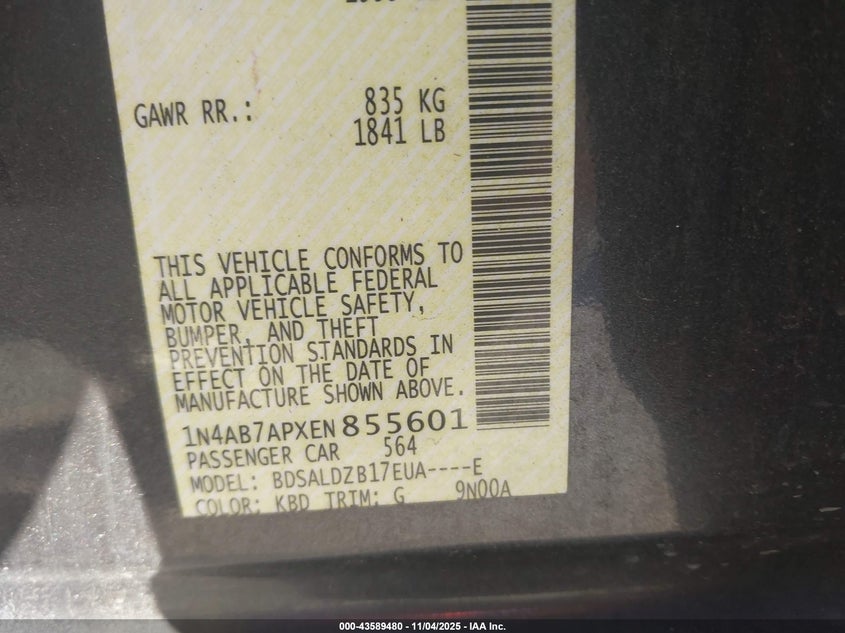 GAWR RR.: 835 KG
1841 LB
THIS VEHICLE CONFORMS TO
ALL APPLICABLE FEDERAL
MOTOR VEHICLE SAFETY,
BUMPER, AND THEFT
PREVENTION STANDARDS IN
EFFECT ON THE DATE OF
MANUFACTURE SHOWN ABOVE.
1N4AB7APXEN855601
PASSENGER CAR 564
MODEL: BDSALDZB17EUA----E
COLOR: KBD TRIM: G 9N00A
000-43589480 - 11/04/2025 - IAA Inc.